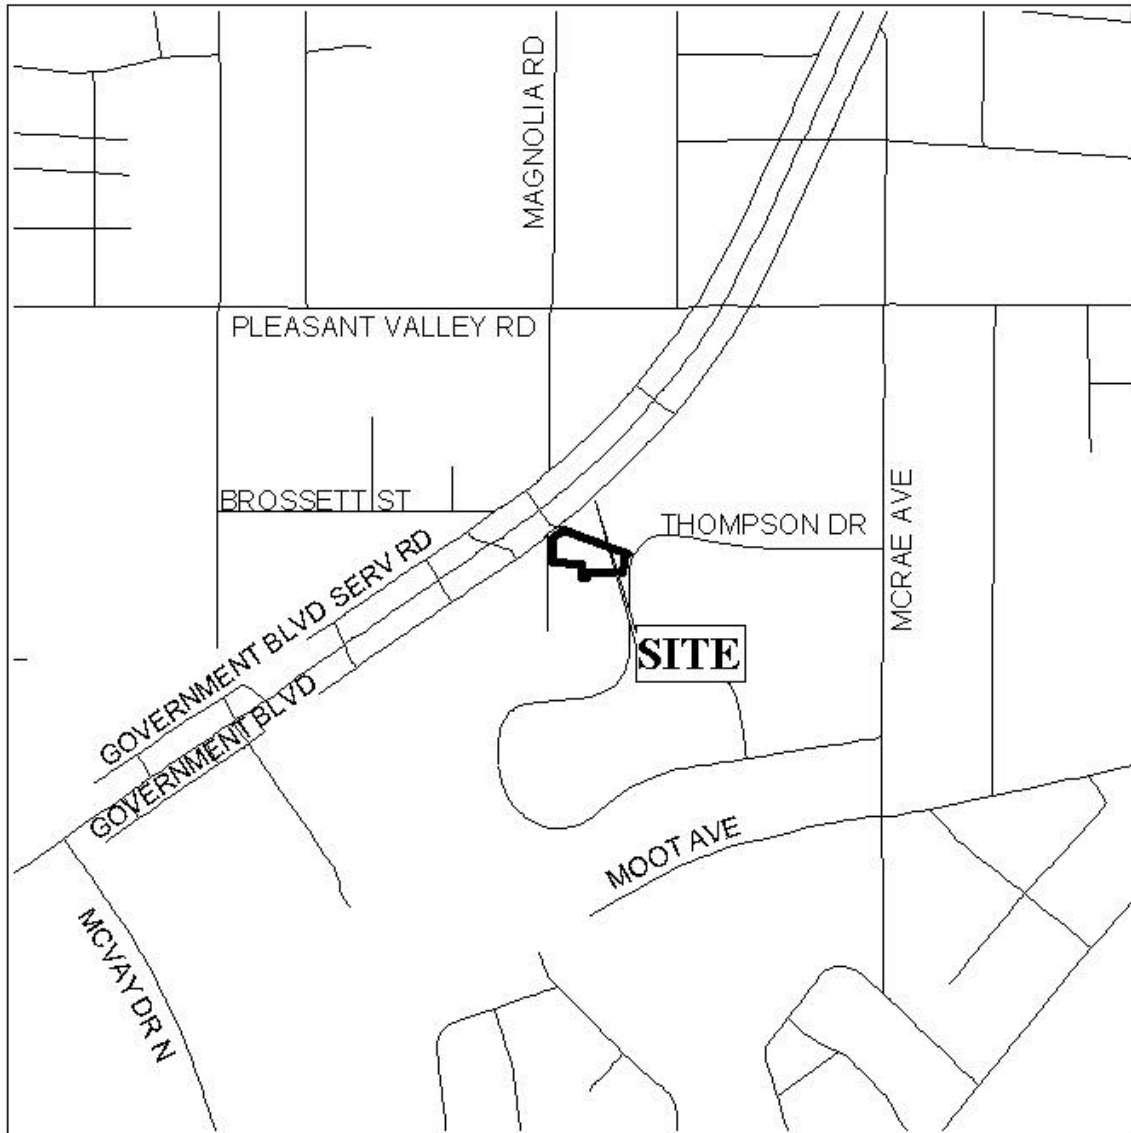 MAGNOLIA RD
PLEASANT VALLEY RD
BROSSETT ST
THOMPSON DR
MCRAE AVE
GOVERNMENT BLVD SERV RD
GOVERNMENT BLVD
SITE
MOOT AVE
MCVAY DR N